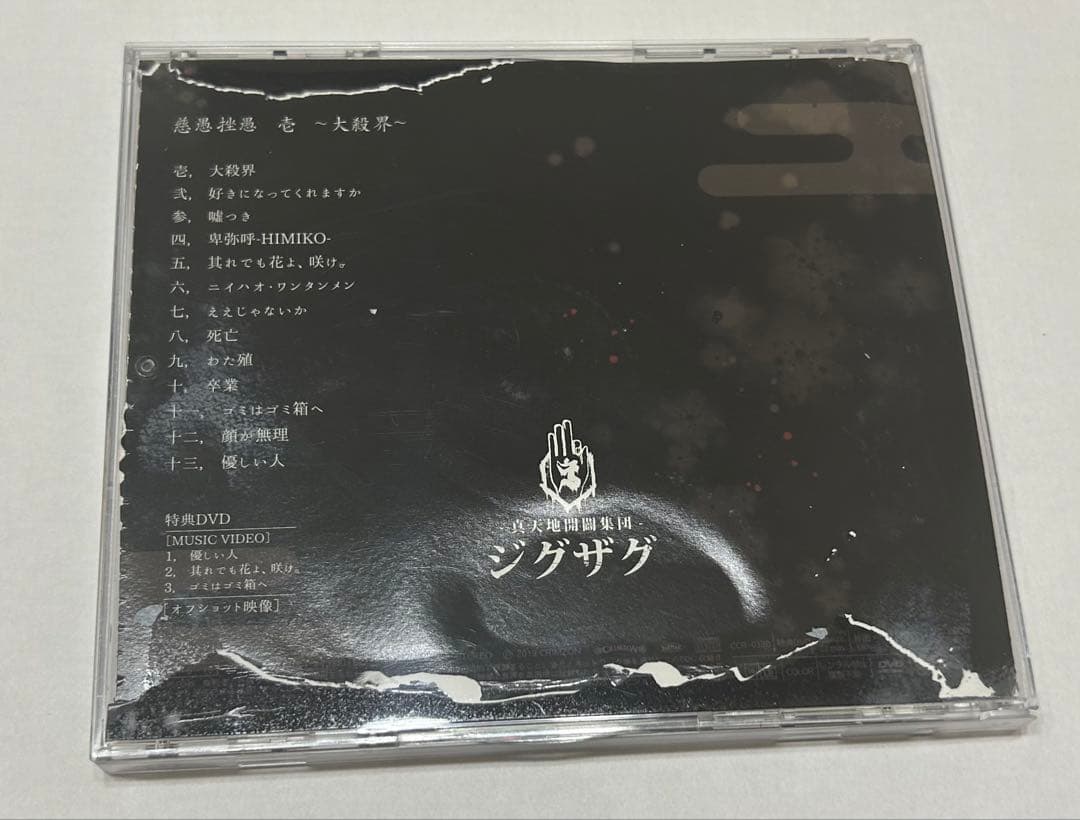 慈愚挫愚 壱 ～大殺界～
壱, 大殺界
弐, 好きになってくれますか
参, 嘘つき
四, 卑弥呼-HIMIKO-
五, 其れでも花よ、咲け。
六, ニイハオ・ワンタンメン
七, ええじゃないか
八, 死亡
九, わた殖
十, 卒業
十一, ゴミはゴミ箱へ
十二, 顔が無理
十三, 優しい人
真天地開闢集団
ジグザグ
特典DVD
[MUSIC VIDEO]
1, 優しい人
2, 其れでも花よ、咲け。
3, ゴミはゴミ箱へ
[オフショット映像]
2019 CRIMZON
COLOR